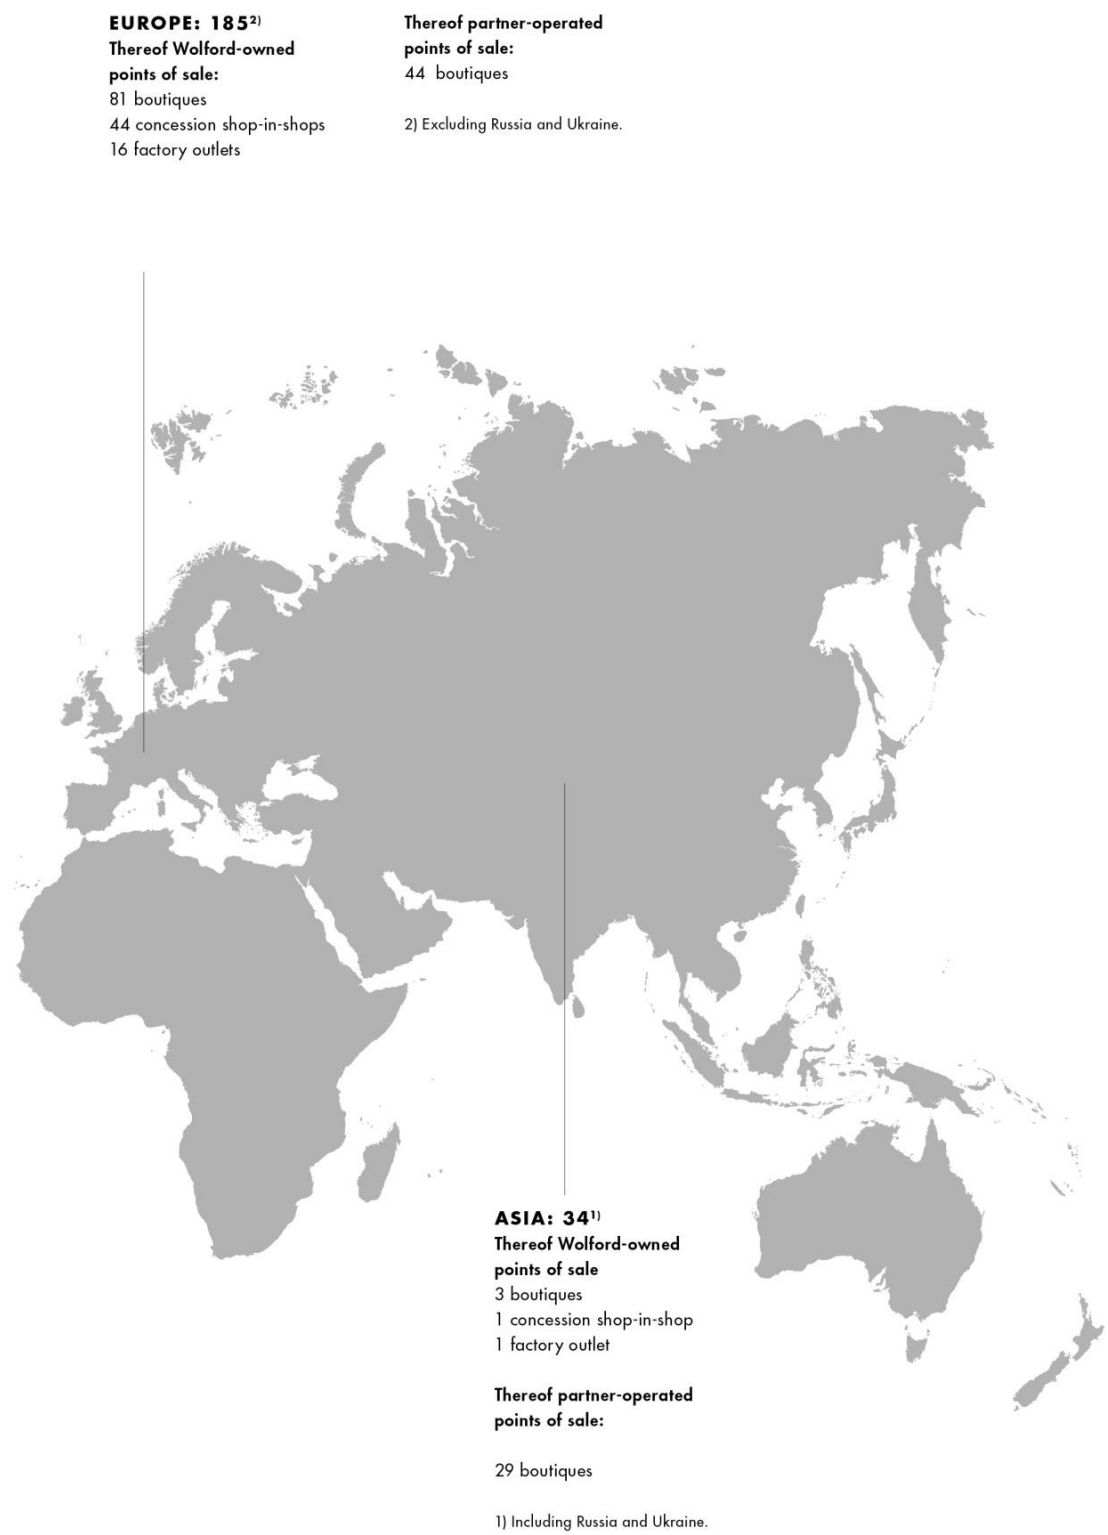 EUROPE: 185²⁾
Thereof Wolford-owned
points of sale:
81 boutiques
44 concession shop-in-shops
16 factory outlets
Thereof partner-operated
points of sale:
44 boutiques
2) Excluding Russia and Ukraine.
ASIA: 34¹⁾
Thereof Wolford-owned
points of sale
3 boutiques
1 concession shop-in-shop
1 factory outlet
Thereof partner-operated
points of sale:
29 boutiques
1) Including Russia and Ukraine.